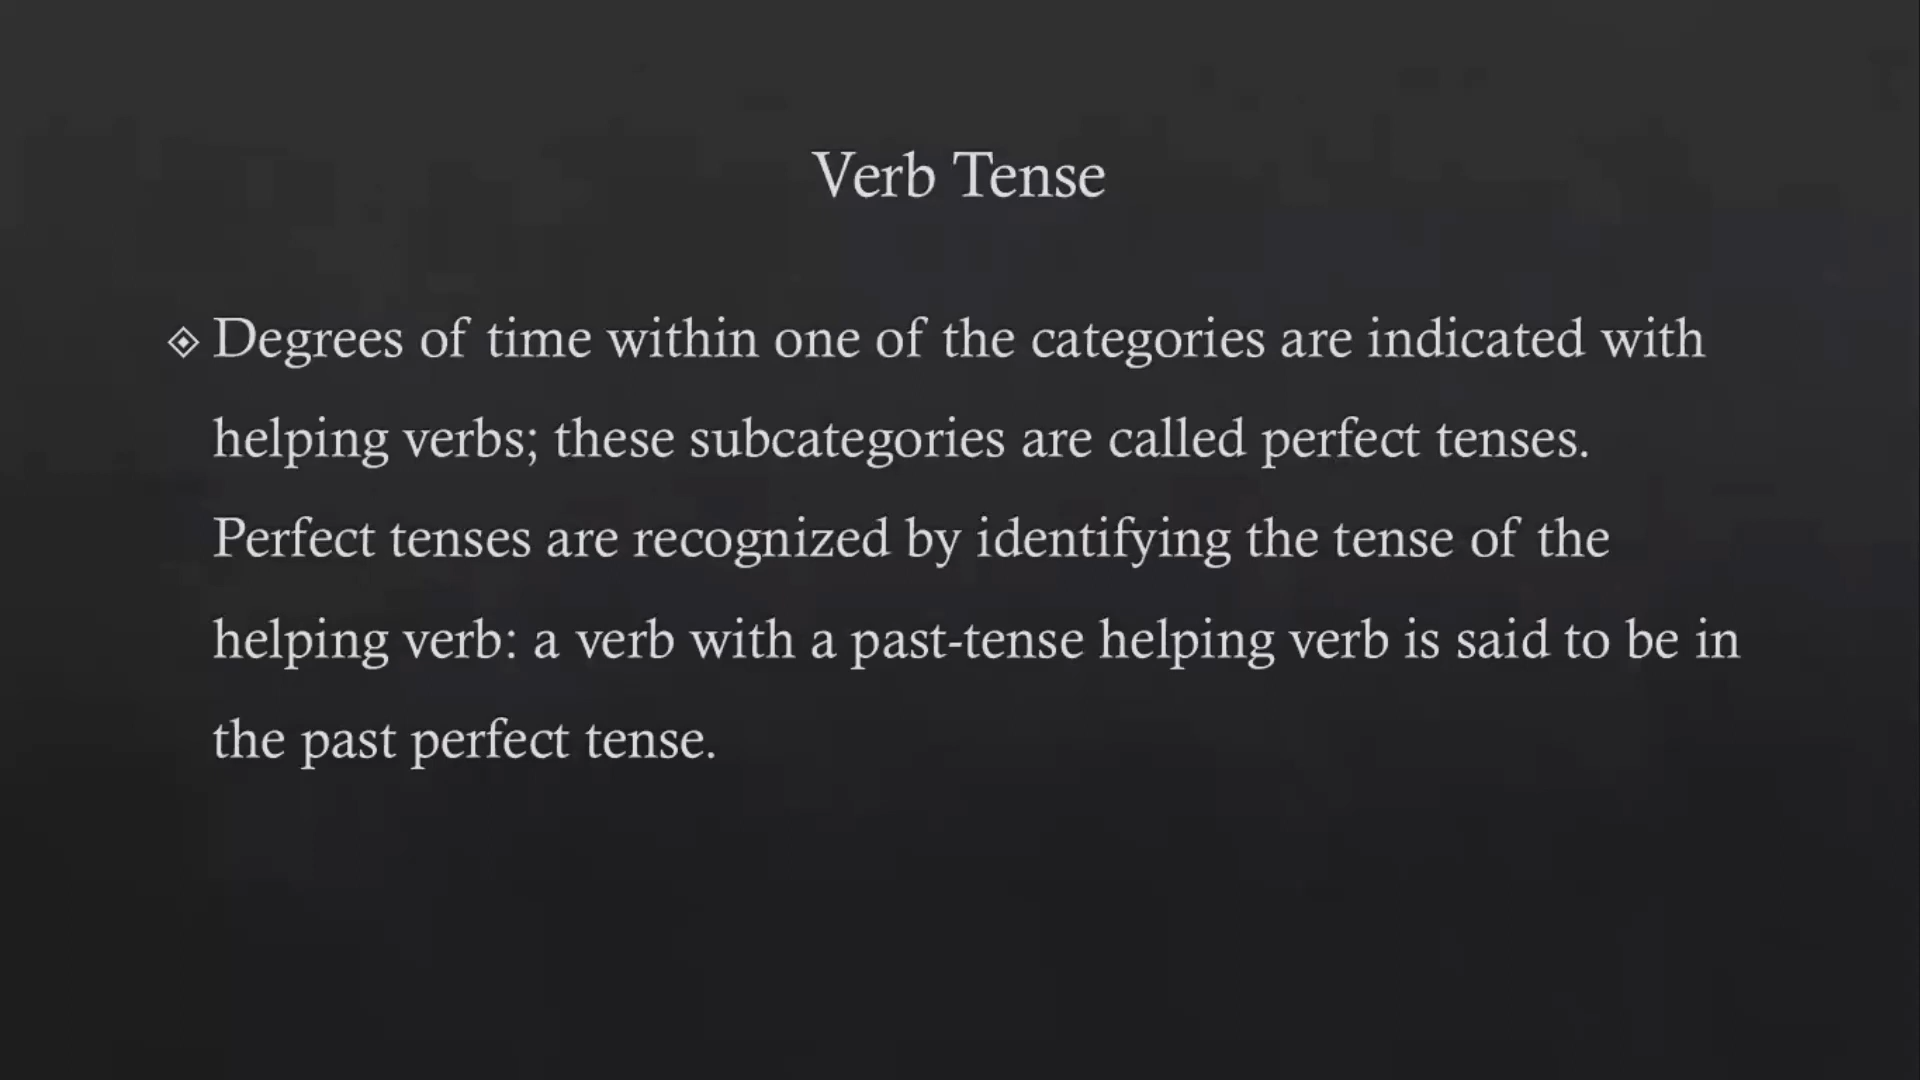 Verb Tense
Degrees of time within one of the categories are indicated with
helping verbs; these subcategories are called perfect tenses.
Perfect tenses are recognized by identifying the tense of the
helping verb: a verb with a past-tense helping verb is said to be in
the past perfect tense.